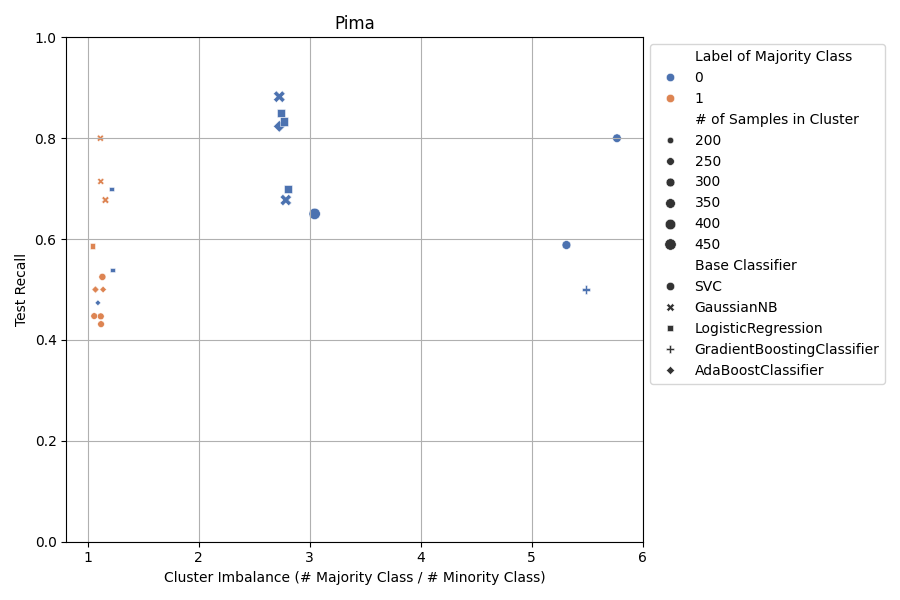 Pima
1.0
0.8
0.6
0.4
0.2
0.0
Test Recall
1
2
3
4
5
6
Cluster Imbalance (# Majority Class / # Minority Class)
Label of Majority Class
0
1
# of Samples in Cluster
200
250
300
350
400
450
Base Classifier
SVC
GaussianNB
LogisticRegression
GradientBoostingClassifier
AdaBoostClassifier